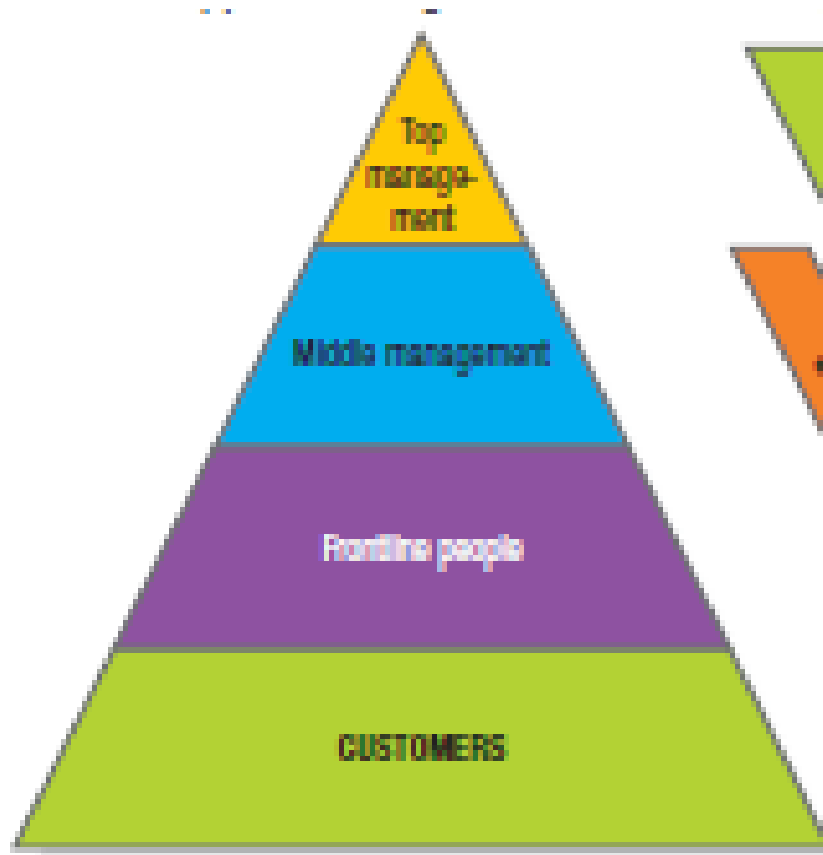 Top
manage-
ment
Middle management
Frontline people
CUSTOMERS